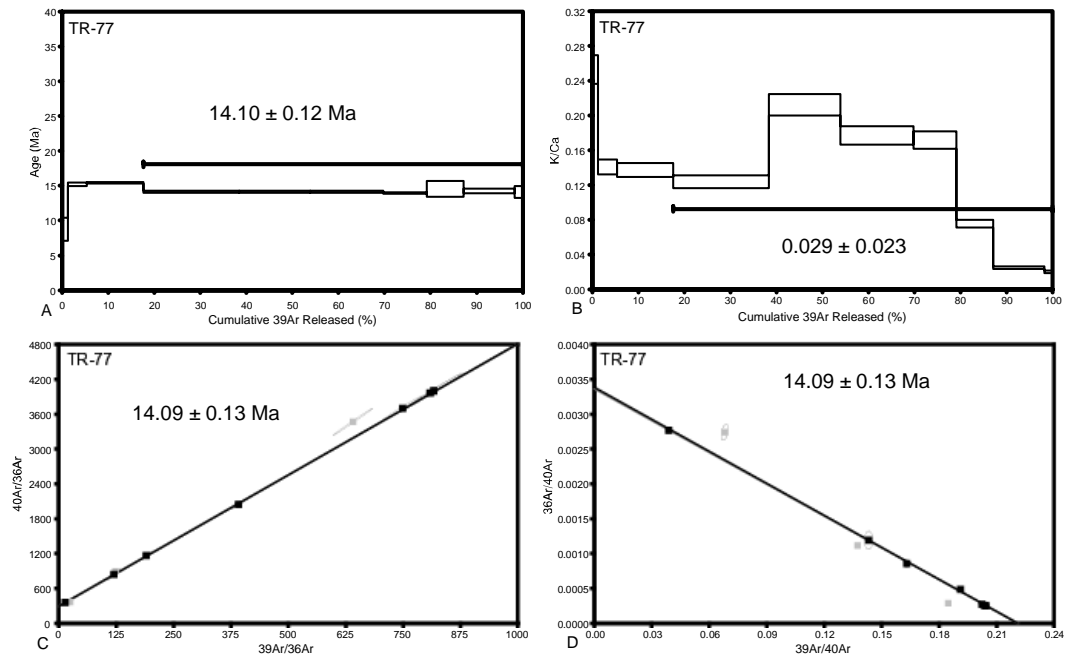 TR-77
14.10 ± 0.12 Ma
Age (Ma)
40
35
30
25
20
15
10
5
0
0 10 20 30 40 50 60 70 80 90 100
Cumulative 39Ar Released (%)
A
TR-77
0.029 ± 0.023
K/Ca
0.32
0.28
0.24
0.20
0.16
0.12
0.08
0.04
0.00
0 10 20 30 40 50 60 70 80 90 100
Cumulative 39Ar Released (%)
B
TR-77
14.09 ± 0.13 Ma
40Ar/36Ar
4800
4200
3600
3000
2400
1800
1200
600
0
0 125 250 375 500 625 750 875 1000
39Ar/36Ar
C
TR-77
14.09 ± 0.13 Ma
36Ar/40Ar
0.0040
0.0035
0.0030
0.0025
0.0020
0.0015
0.0010
0.0005
0.0000
0.00 0.03 0.06 0.09 0.12 0.15 0.18 0.21 0.24
39Ar/40Ar
D